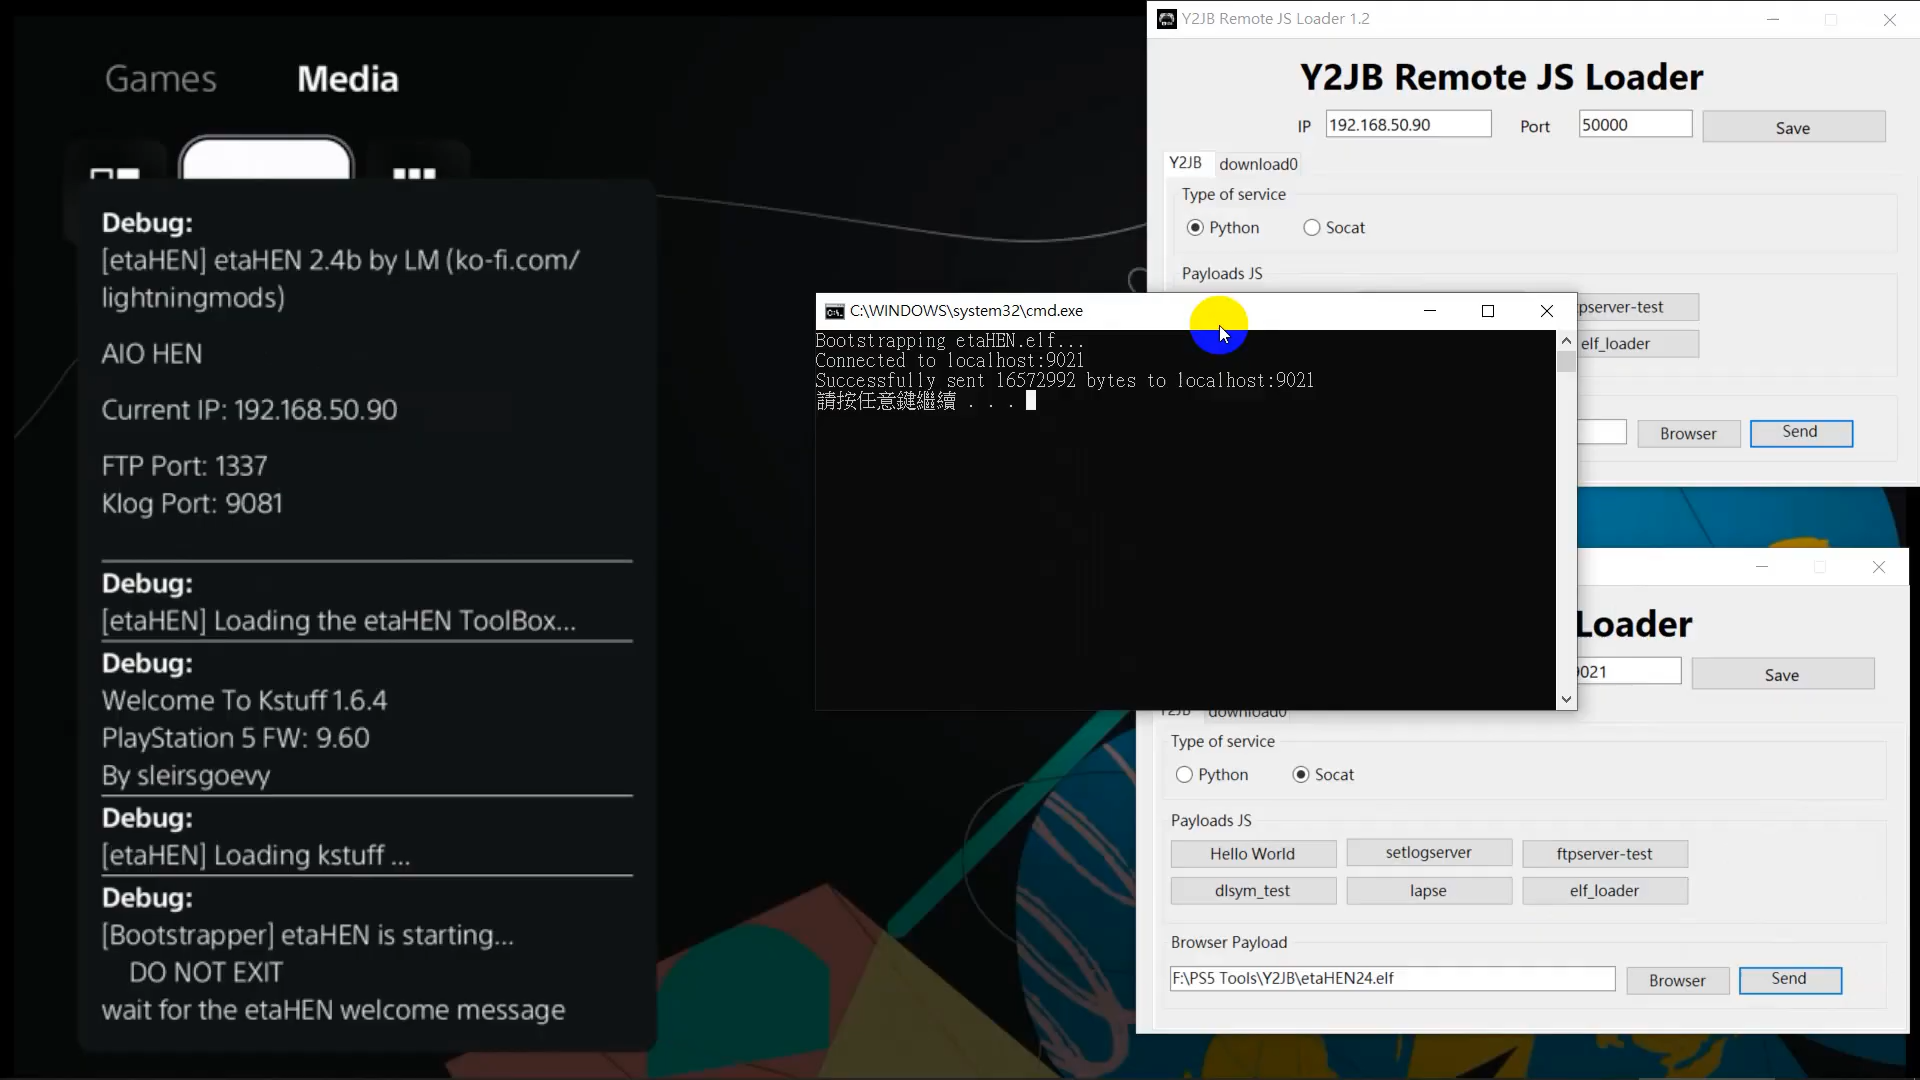 Games
Media
Debug:
[etaHEN] etaHEN 2.4b by LM (ko-fi.com/
lightningmods)
AIO HEN
Current IP: 192.168.50.90
FTP Port: 1337
Klog Port: 9081
Debug:
[etaHEN] Loading the etaHEN ToolBox...
Debug:
Welcome To Kstuff 1.6.4
PlayStation 5 FW: 9.60
By sleirsgoevy
Debug:
[etaHEN] Loading kstuff ...
Debug:
[Bootstrapper] etaHEN is starting...
DO NOT EXIT
wait for the etaHEN welcome message
Y2JB Remote JS Loader 1.2
Y2JB Remote JS Loader
IP
192.168.50.90
Port
50000
Save
Y2JB
download0
Type of service
Python
Socat
Payloads JS
pserver-test
elf_loader
Browser
Send
C:\WINDOWS\system32\cmd.exe
Bootstrapping etaHEN.elf...
Connected to localhost:9021
Successfully sent 16572992 bytes to localhost:9021
請按任意鍵繼續 . . .
Loader
9021
Save
Y2JB
download0
Type of service
Python
Socat
Payloads JS
Hello World
setlogserver
ftpserver-test
dlsym_test
lapse
elf_loader
Browser Payload
F:\PS5 Tools\Y2JB\etaHEN24.elf
Browser
Send